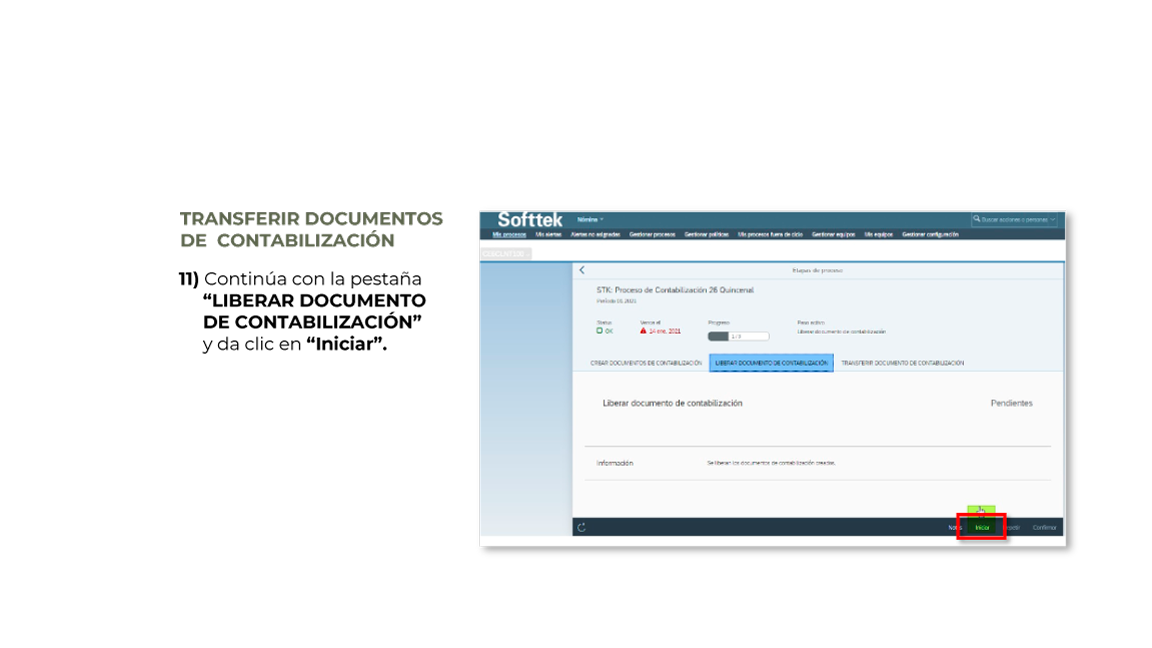 TRANSFERIR DOCUMENTOS
DE CONTABILIZACIÓN
11) Continúa con la pestaña
“LIBERAR DOCUMENTO
DE CONTABILIZACIÓN”
y da clic en “Iniciar”.
Softtek
Nómina
Buscar acciones o personas
Mis procesos Mis alertas Alertas no asignadas Gestionar procesos Gestionar políticas Mis procesos fuera de ciclo Gestionar equipos Mis equipos Gestionar configuración
Etapas de proceso
STK: Proceso de Contabilización 26 Quincenal
Período 01, 2021
Status Vence el Progreso Paso activo
OK 14 ene. 2021 1 / 3 Liberar documento de contabilización
CREAR DOCUMENTOS DE CONTABILIZACIÓN LIBERAR DOCUMENTO DE CONTABILIZACIÓN TRANSFERIR DOCUMENTO DE CONTABILIZACIÓN
Liberar documento de contabilización Pendientes
Información Se liberan los documentos de contabilización creados.
Iniciar Confirmar